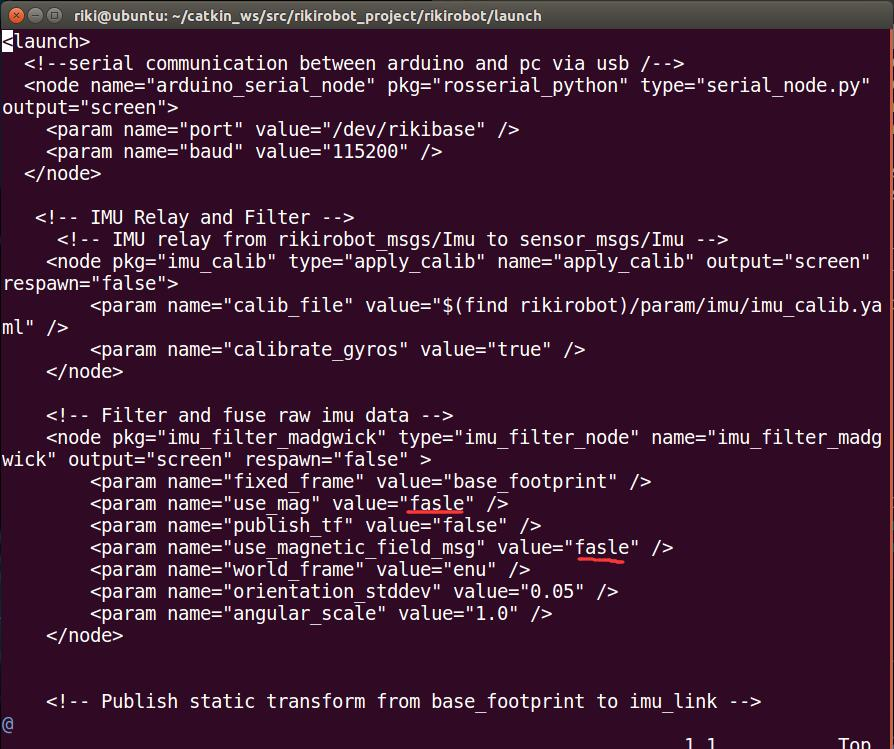 riki@ubuntu: ~/catkin_ws/src/rikirobot_project/rikirobot/launch
<launch>
  <!--serial communication between arduino and pc via usb /-->
  <node name="arduino_serial_node" pkg="rosserial_python" type="serial_node.py"
output="screen">
    <param name="port" value="/dev/rikibase" />
    <param name="baud" value="115200" />
  </node>
   <!-- IMU Relay and Filter -->
     <!-- IMU relay from rikirobot_msgs/Imu to sensor_msgs/Imu -->
    <node pkg="imu_calib" type="apply_calib" name="apply_calib" output="screen"
respawn="false">
        <param name="calib_file" value="$(find rikirobot)/param/imu/imu_calib.ya
ml" />
        <param name="calibrate_gyros" value="true" />
    </node>
    <!-- Filter and fuse raw imu data -->
    <node pkg="imu_filter_madgwick" type="imu_filter_node" name="imu_filter_madg
wick" output="screen" respawn="false" >
        <param name="fixed_frame" value="base_footprint" />
        <param name="use_mag" value="fasle" />
        <param name="publish_tf" value="false" />
        <param name="use_magnetic_field_msg" value="fasle" />
        <param name="world_frame" value="enu" />
        <param name="orientation_stddev" value="0.05" />
        <param name="angular_scale" value="1.0" />
    </node>
    <!-- Publish static transform from base_footprint to imu_link -->
@
1,1 Top